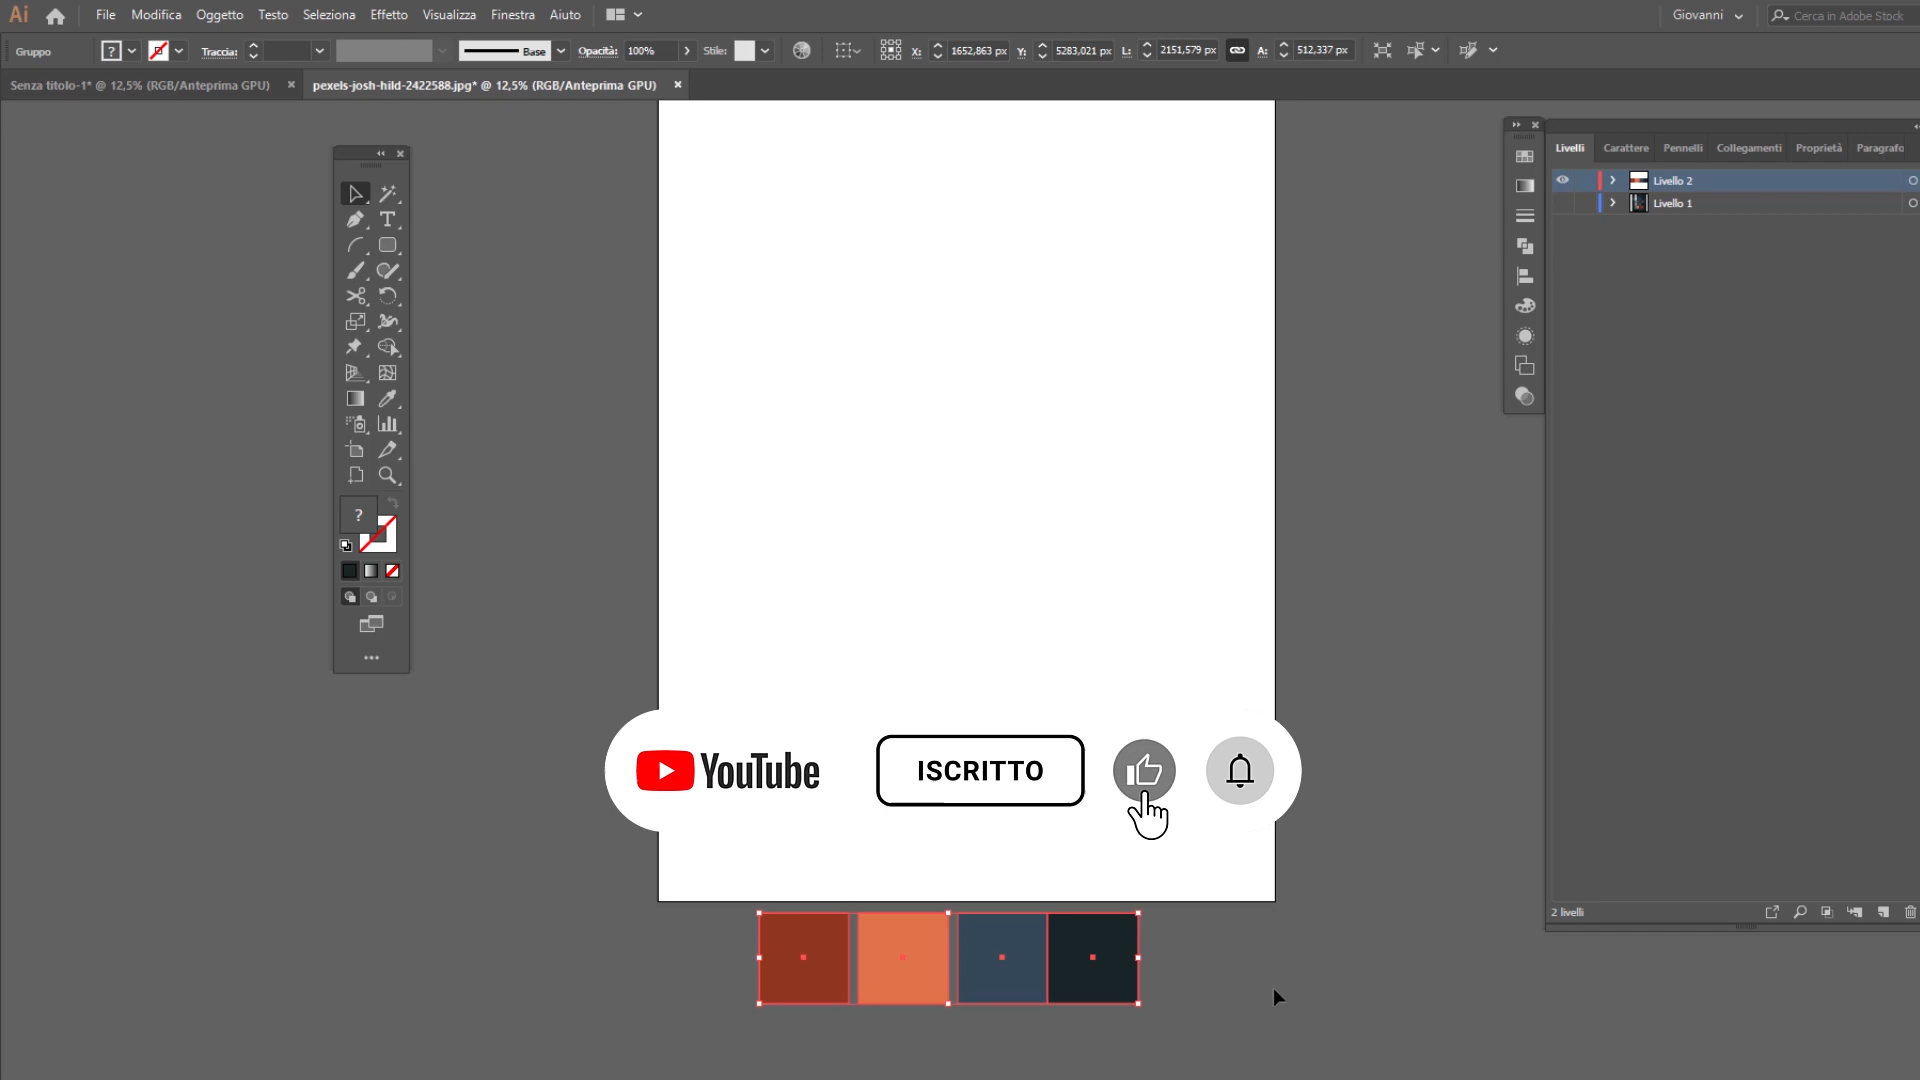 Ai File Modifica Oggetto Testo Seleziona Effetto Visualizza Finestra Aiuto Giovanni Cerca in Adobe Stock
Gruppo ? Traccia: Base Opacità: 100% Stile: X: 1652,863 px Y: 5283,021 px L: 2151,579 px A: 512,337 px
Senza titolo-1* @ 12,5% (RGB/Anteprima GPU) pexels-josh-hild-2422588.jpg* @ 12,5% (RGB/Anteprima GPU)
Livelli Carattere Pennelli Collegamenti Proprietà Paragrafo
Livello 2
Livello 1
T
?
YouTube ISCRITTO
2 livelli